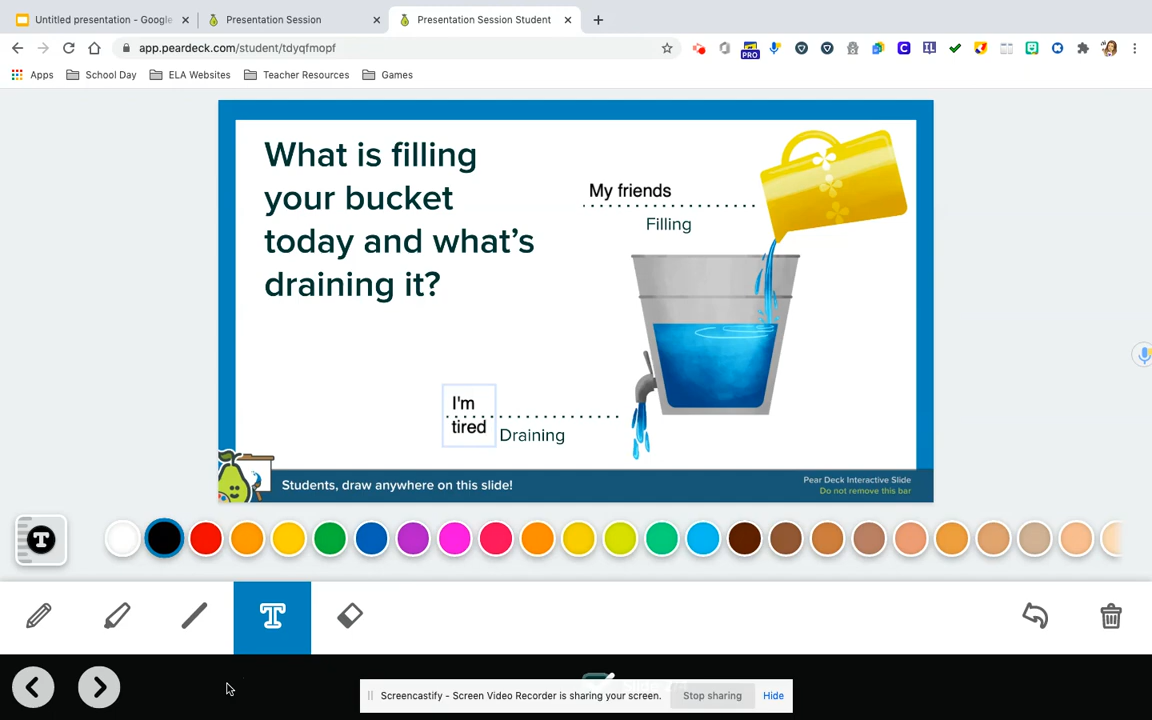 Untitled presentation - Google
Presentation Session
Presentation Session Student
app.peardeck.com/student/tdyqfmopf
PRO
C
IL
Apps
School Day
ELA Websites
Teacher Resources
Games
What is filling
your bucket
today and what's
draining it?
My friends
Filling
I'm
tired
Draining
Students, draw anywhere on this slide!
Pear Deck Interactive Slide
Do not remove this bar
T
T
Screencastify - Screen Video Recorder is sharing your screen.
Stop sharing
Hide